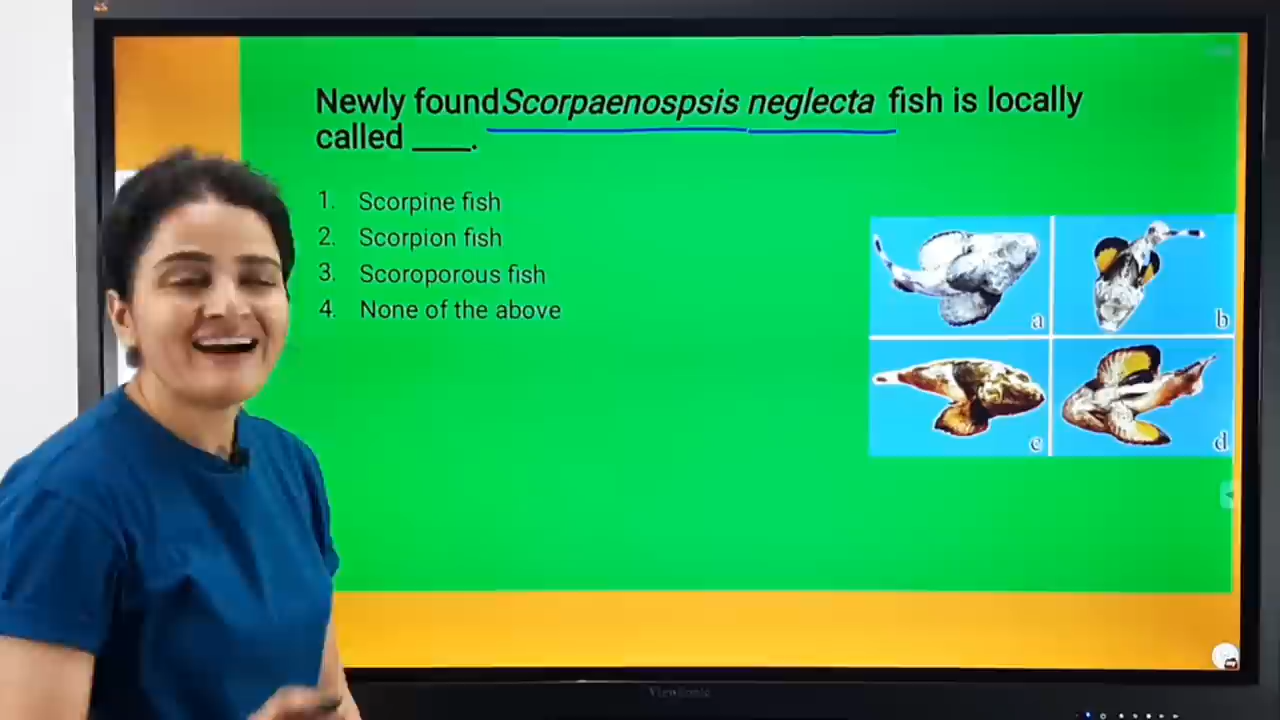 Newly found Scorpaenospsis neglecta fish is locally
called ____.
1. Scorpine fish
2. Scorpion fish
3. Scoroporous fish
4. None of the above
a
b
c
d
ViewSonic